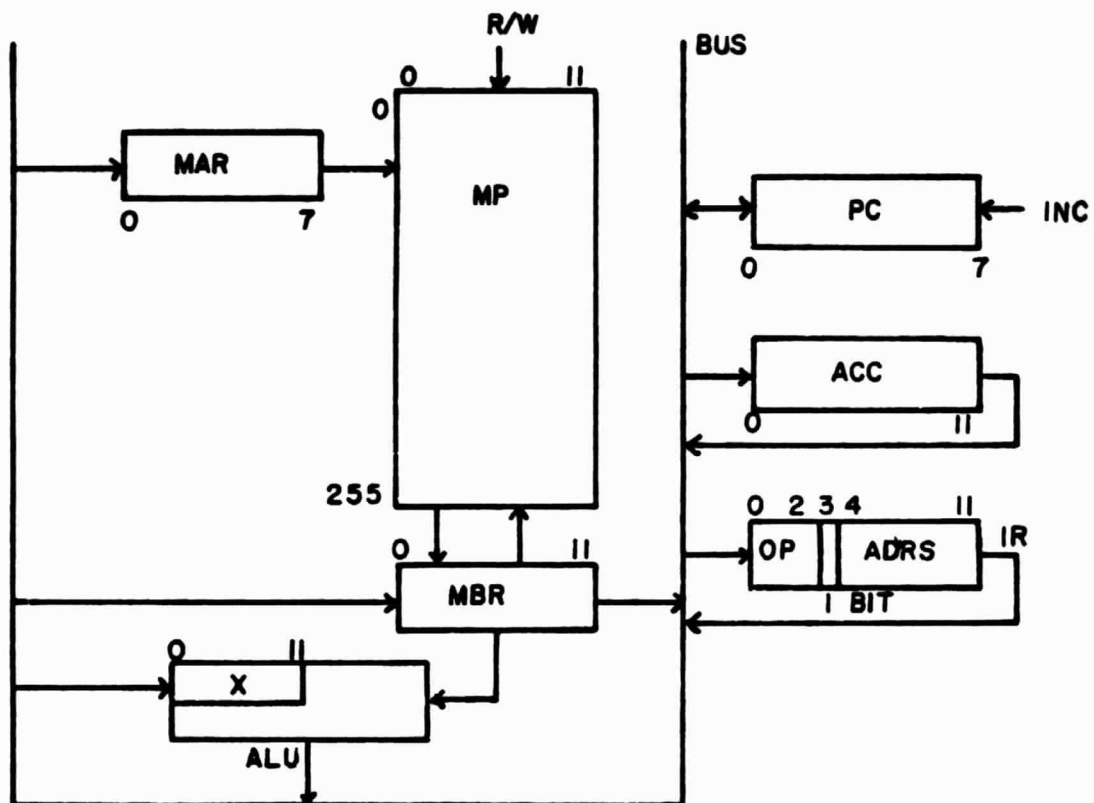 R/W
BUS
0 11
0
MAR
0 7
MP
PC
INC
0 7
ACC
0 11
255
0 2 3 4 11
OP ADRS
IR
1 BIT
0 11
MBR
0 11
X
ALU